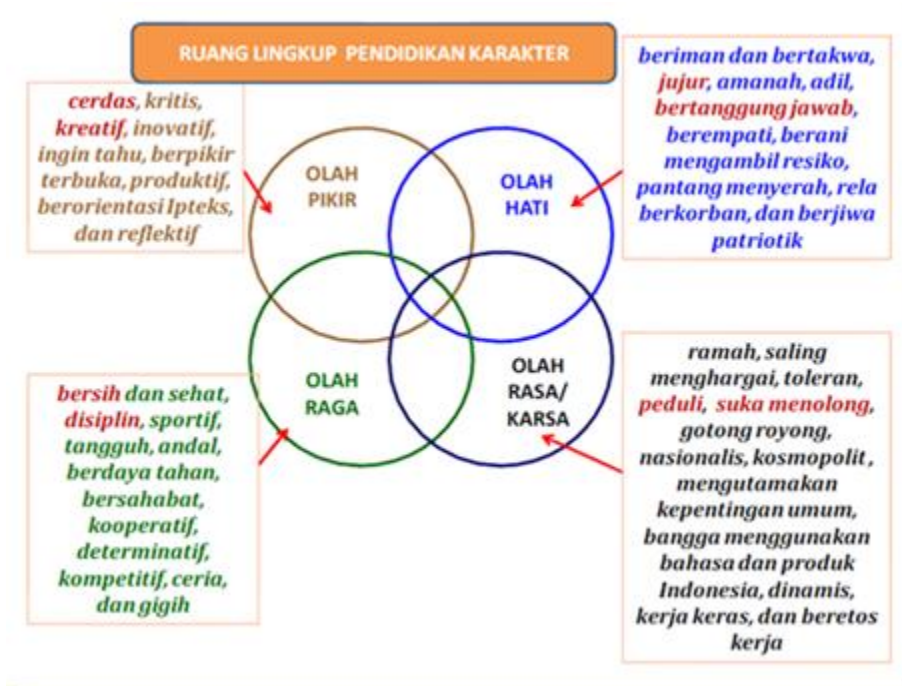 RUANG LINGKUP PENDIDIKAN KARAKTER
cerdas, kritis,
kreatif, inovatif,
ingin tahu, berpikir
terbuka, produktif,
berorientasi Ipteks,
dan reflektif
beriman dan bertakwa,
jujur, amanah, adil,
bertanggung jawab,
berempati, berani
mengambil resiko,
pantang menyerah, rela
berkorban, dan berjiwa
patriotik
OLAH
PIKIR
OLAH
HATI
OLAH
RAGA
OLAH
RASA/
KARSA
bersih dan sehat,
disiplin, sportif,
tangguh, andal,
berdaya tahan,
bersahabat,
kooperatif,
determinatif,
kompetitif, ceria,
dan gigih
ramah, saling
menghargai, toleran,
peduli, suka menolong,
gotong royong,
nasionalis, kosmopolit ,
mengutamakan
kepentingan umum,
bangga menggunakan
bahasa dan produk
Indonesia, dinamis,
kerja keras, dan beretos
kerja